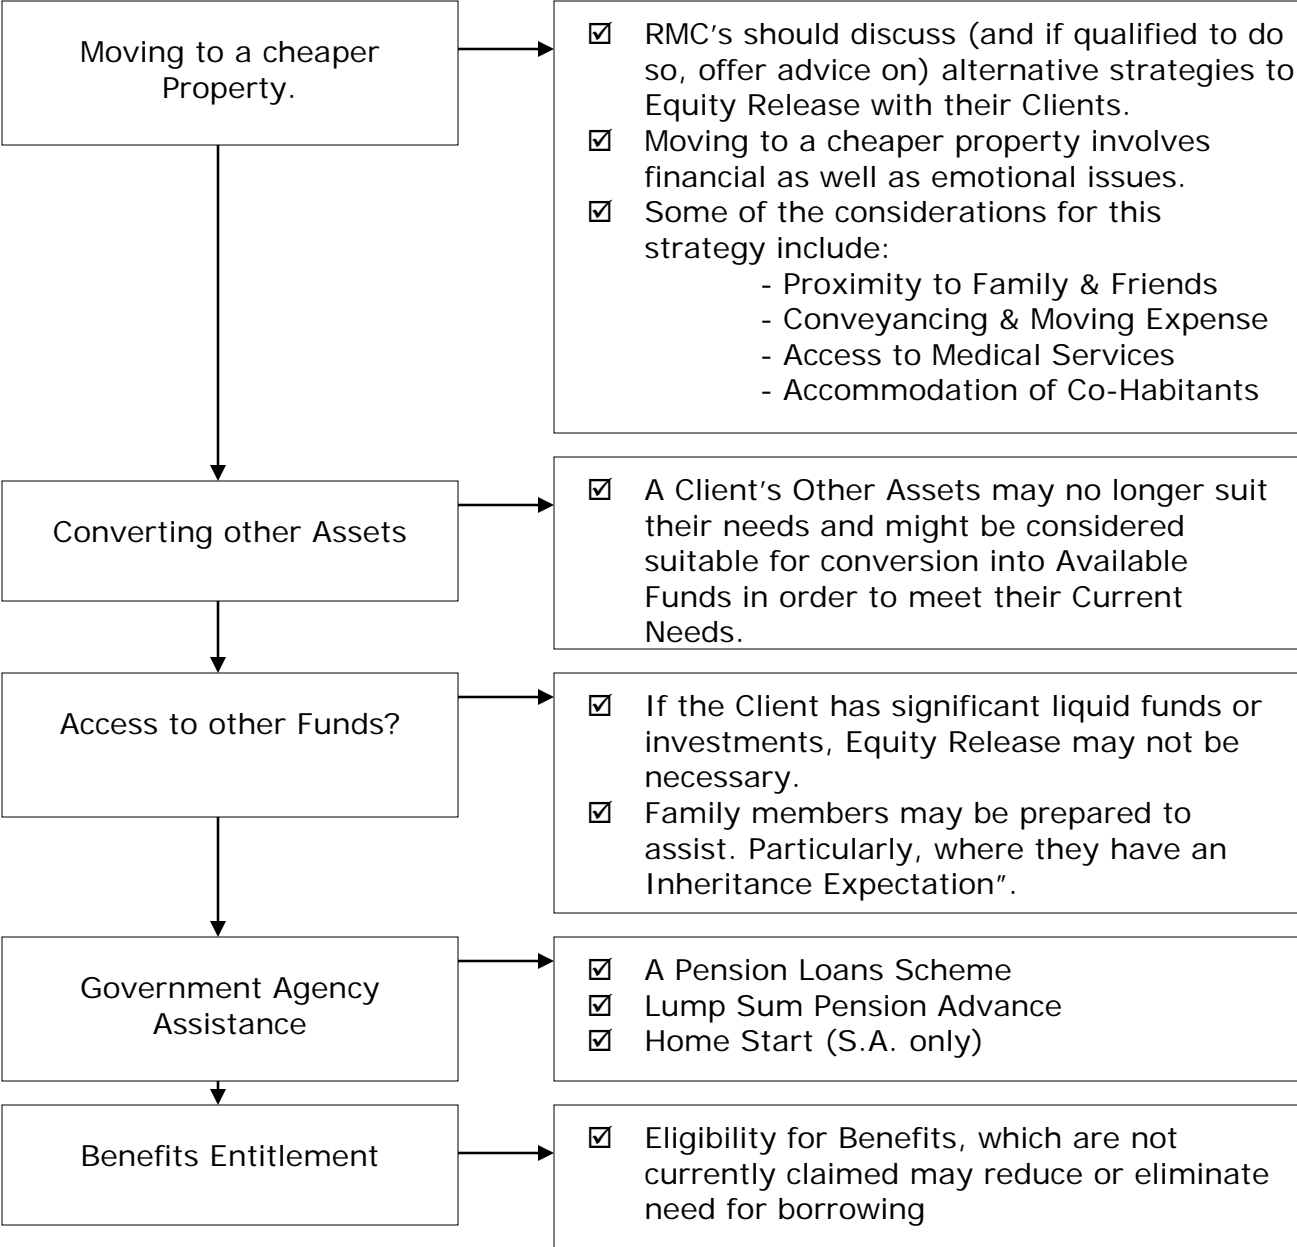 Moving to a cheaper
Property.
☑ RMC’s should discuss (and if qualified to do
so, offer advice on) alternative strategies to
Equity Release with their Clients.
☑ Moving to a cheaper property involves
financial as well as emotional issues.
☑ Some of the considerations for this
strategy include:
- Proximity to Family & Friends
- Conveyancing & Moving Expense
- Access to Medical Services
- Accommodation of Co-Habitants
Converting other Assets
☑ A Client’s Other Assets may no longer suit
their needs and might be considered
suitable for conversion into Available
Funds in order to meet their Current
Needs.
Access to other Funds?
☑ If the Client has significant liquid funds or
investments, Equity Release may not be
necessary.
☑ Family members may be prepared to
assist. Particularly, where they have an
Inheritance Expectation”.
Government Agency
Assistance
☑ A Pension Loans Scheme
☑ Lump Sum Pension Advance
☑ Home Start (S.A. only)
Benefits Entitlement
☑ Eligibility for Benefits, which are not
currently claimed may reduce or eliminate
need for borrowing